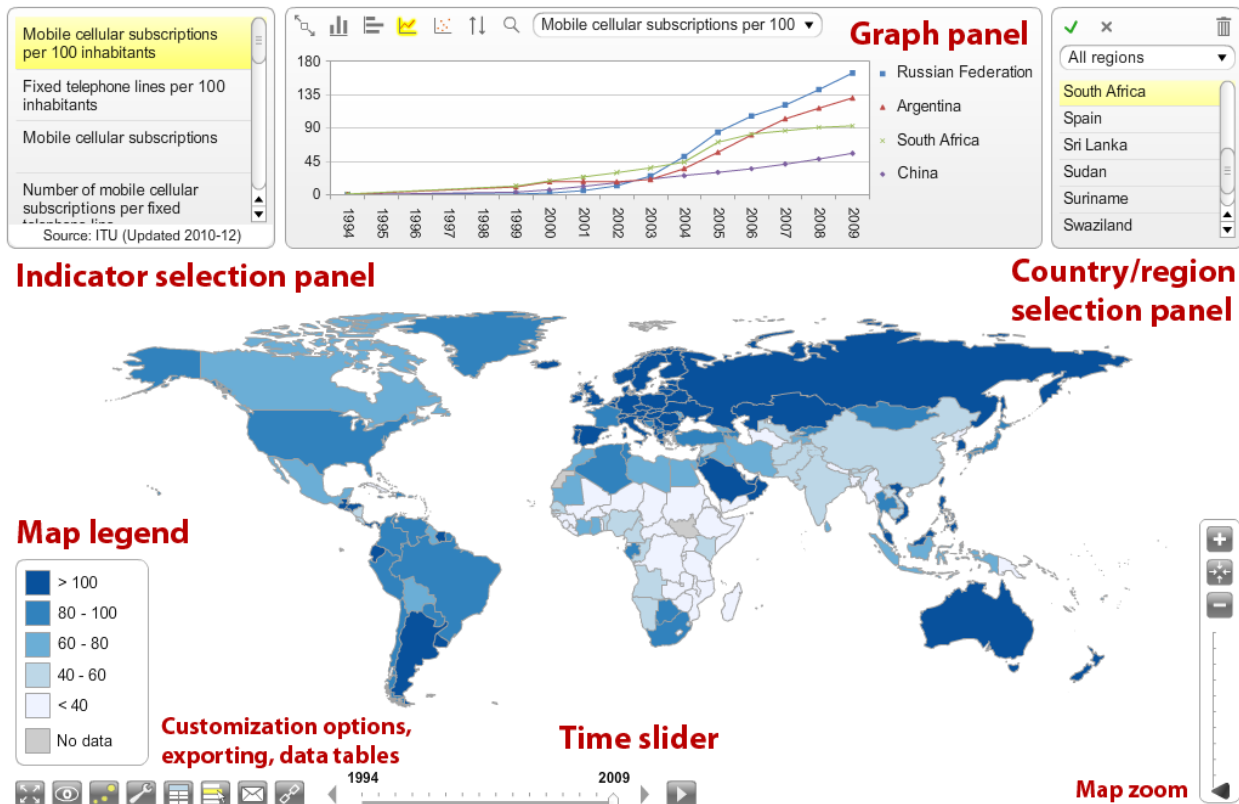 Mobile cellular subscriptions
per 100 inhabitants
Fixed telephone lines per 100
inhabitants
Mobile cellular subscriptions
Number of mobile cellular
subscriptions per fixed
telephone line
Source: ITU (Updated 2010-12)
Indicator selection panel
Mobile cellular subscriptions per 100
Graph panel
180
135
90
45
0
1994
1995
1996
1997
1998
1999
2000
2001
2002
2003
2004
2005
2006
2007
2008
2009
Russian Federation
Argentina
South Africa
China
All regions
South Africa
Spain
Sri Lanka
Sudan
Suriname
Swaziland
Country/region
selection panel
Map legend
> 100
80 - 100
60 - 80
40 - 60
< 40
No data
Customization options,
exporting, data tables
Time slider
1994
2009
Map zoom